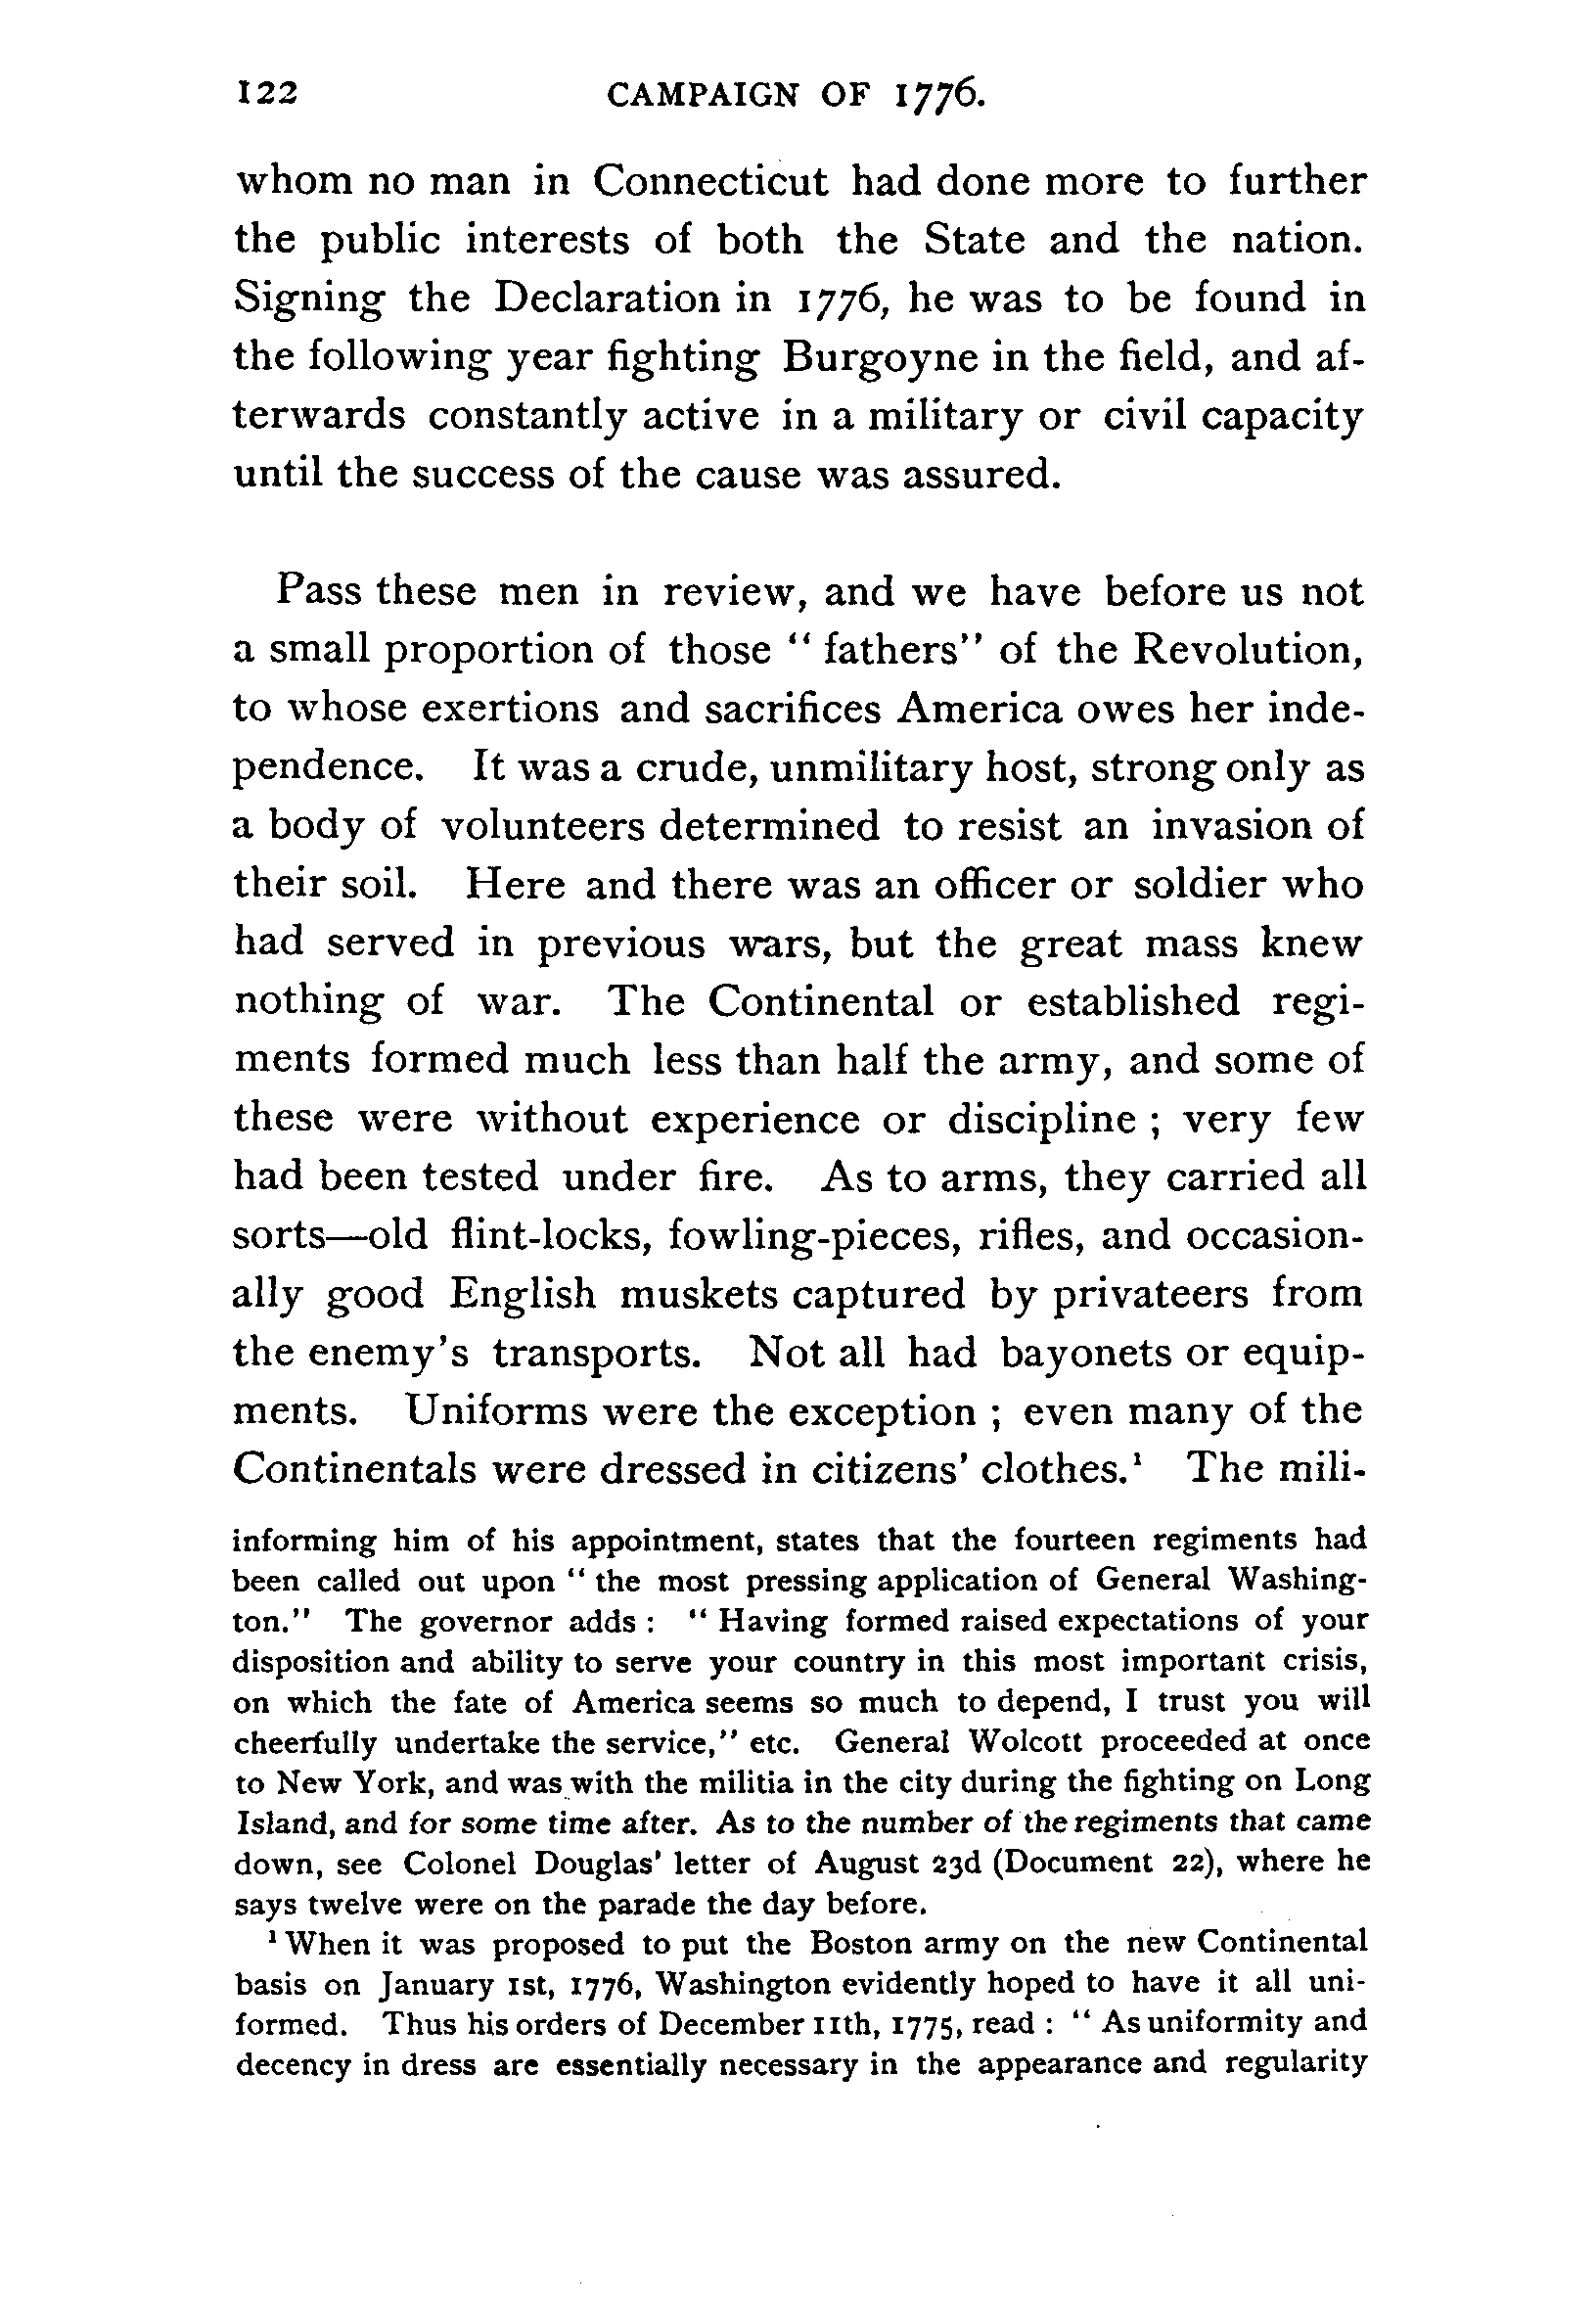 122 CAMPAIGN OF 1776.
whom no man in Connecticut had done more to further
the public interests of both the State and the nation.
Signing the Declaration in 1776, he was to be found in
the following year fighting Burgoyne in the field, and af-
terwards constantly active in a military or civil capacity
until the success of the cause was assured.
Pass these men in review, and we have before us not
a small proportion of those “ fathers” of the Revolution,
to whose exertions and sacrifices America owes her inde-
pendence. It was a crude, unmilitary host, strong only as
a body of volunteers determined to resist an invasion of
their soil. Here and there was an officer or soldier who
had served in previous wars, but the great mass knew
nothing of war. The Continental or established regi-
ments formed much less than half the army, and some of
these were without experience or discipline ; very few
had been tested under fire. As to arms, they carried all
sorts—old flint-locks, fowling-pieces, rifles, and occasion-
ally good English muskets captured by privateers from
the enemy's transports. Not all had bayonets or equip-
ments. Uniforms were the exception ; even many of the
Continentals were dressed in citizens' clothes.¹ The mili-
informing him of his appointment, states that the fourteen regiments had
been called out upon “ the most pressing application of General Washing-
ton.” The governor adds : “ Having formed raised expectations of your
disposition and ability to serve your country in this most important crisis,
on which the fate of America seems so much to depend, I trust you will
cheerfully undertake the service,” etc. General Wolcott proceeded at once
to New York, and was with the militia in the city during the fighting on Long
Island, and for some time after. As to the number of the regiments that came
down, see Colonel Douglas' letter of August 23d (Document 22), where he
says twelve were on the parade the day before.
¹ When it was proposed to put the Boston army on the new Continental
basis on January 1st, 1776, Washington evidently hoped to have it all uni-
formed. Thus his orders of December 11th, 1775, read : “ As uniformity and
decency in dress are essentially necessary in the appearance and regularity